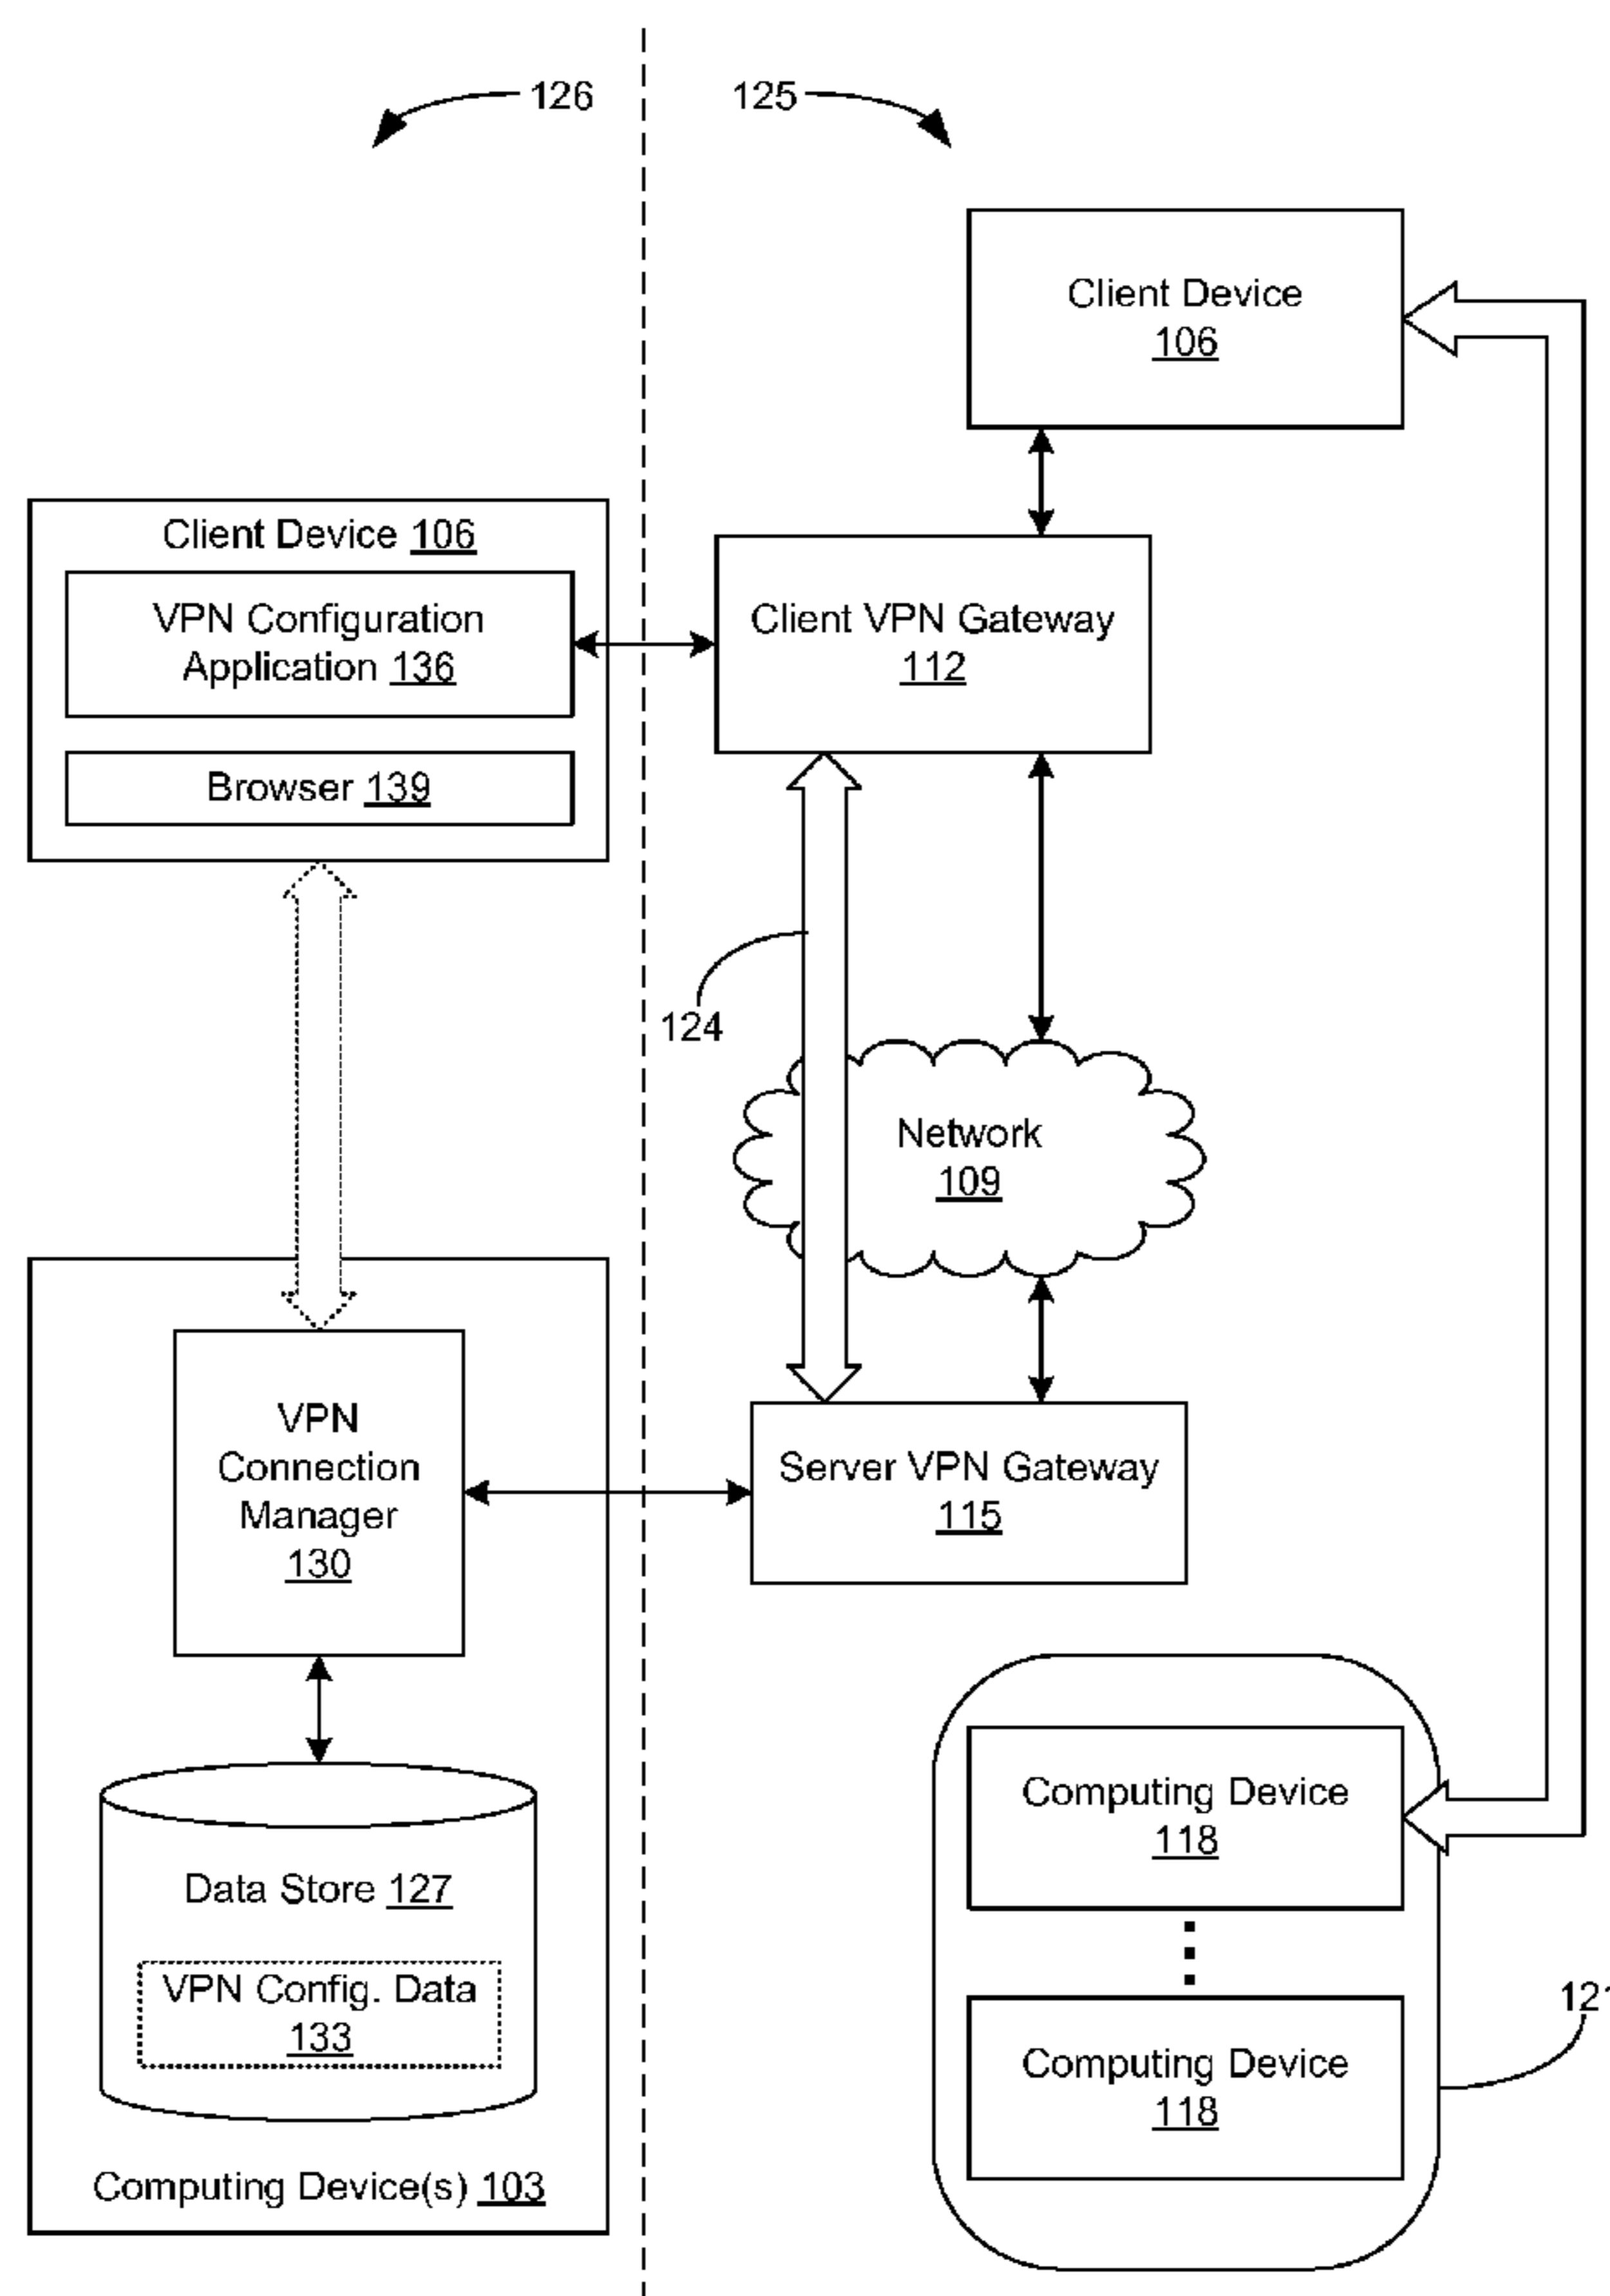 126
125
Client Device
106
Client Device 106
VPN Configuration
Application 136
Browser 139
Client VPN Gateway
112
124
Network
109
VPN
Connection
Manager
130
Server VPN Gateway
115
Data Store 127
VPN Config. Data
133
Computing Device(s) 103
Computing Device
118
121
Computing Device
118